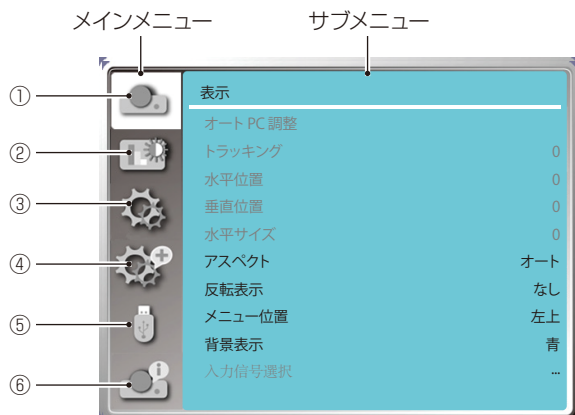 メインメニュー
サブメニュー
①
②
③
④
⑤
⑥
表示
オート PC 調整
トラッキング 0
水平位置 0
垂直位置 0
水平サイズ 0
アスペクト オート
反転表示 なし
メニュー位置 左上
背景表示 青
入力信号選択 ...